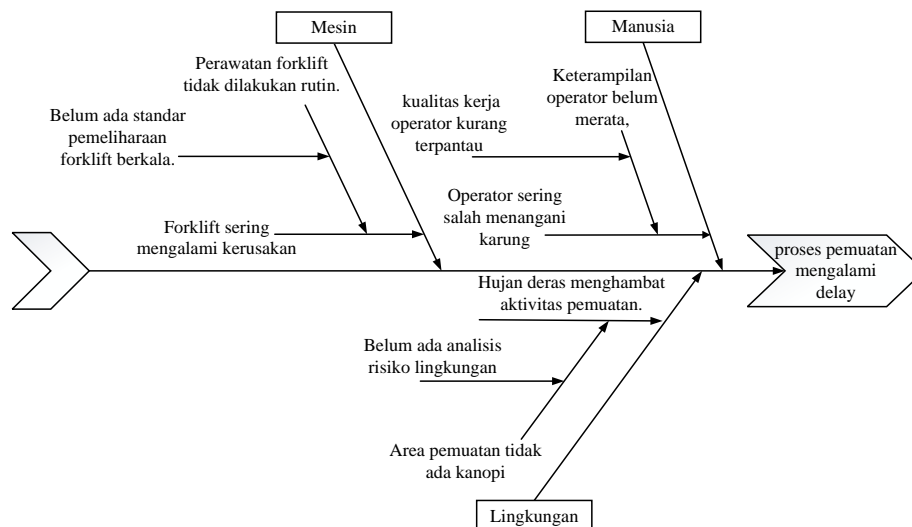 Mesin
Manusia
Perawatan forklift
tidak dilakukan rutin.
Belum ada standar
pemeliharaan
forklift berkala.
Forklift sering
mengalami kerusakan
Keterampilan
operator belum
merata,
kualitas kerja
operator kurang
terpantau
Operator sering
salah menangani
karung
proses pemuatan
mengalami
delay
Hujan deras menghambat
aktivitas pemuatan.
Belum ada analisis
risiko lingkungan
Area pemuatan tidak
ada kanopi
Lingkungan